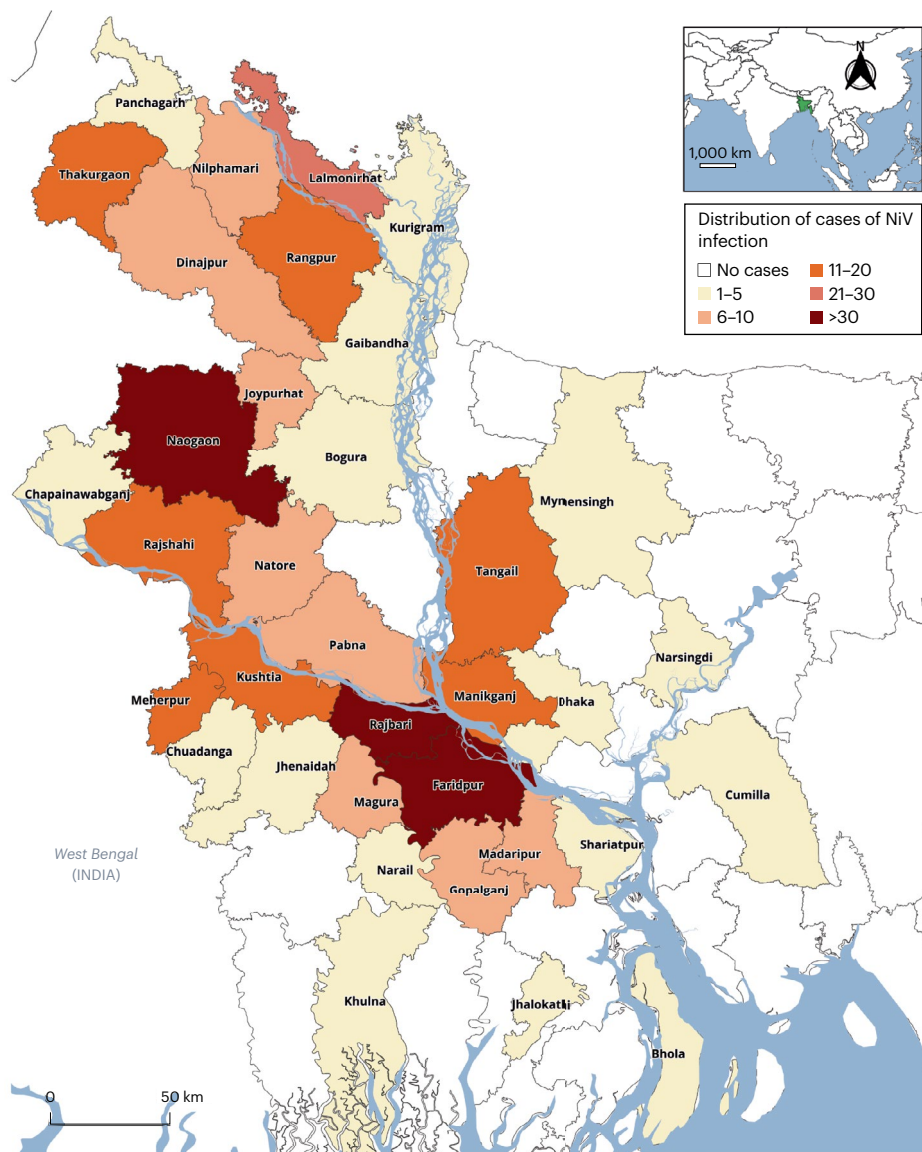 N
1,000 km
Distribution of cases of NiV
infection
No cases
1–5
6–10
11–20
21–30
>30
Panchagarh
Thakurgaon
Nilphamari
Lalmonirhat
Kurigram
Dinajpur
Rangpur
Gaibandha
Joypurhat
Naogaon
Bogura
Chapainawabganj
Mymensingh
Rajshahi
Natore
Tangail
Pabna
Narsingdi
Kushtia
Meherpur
Manikganj
Dhaka
Rajbari
Chuadanga
Jhenaidah
Faridpur
Magura
Cumilla
Shariatpur
Madaripur
West Bengal
(INDIA)
Narail
Gopalganj
Khulna
Jhalokathi
Bhola
0
50 km